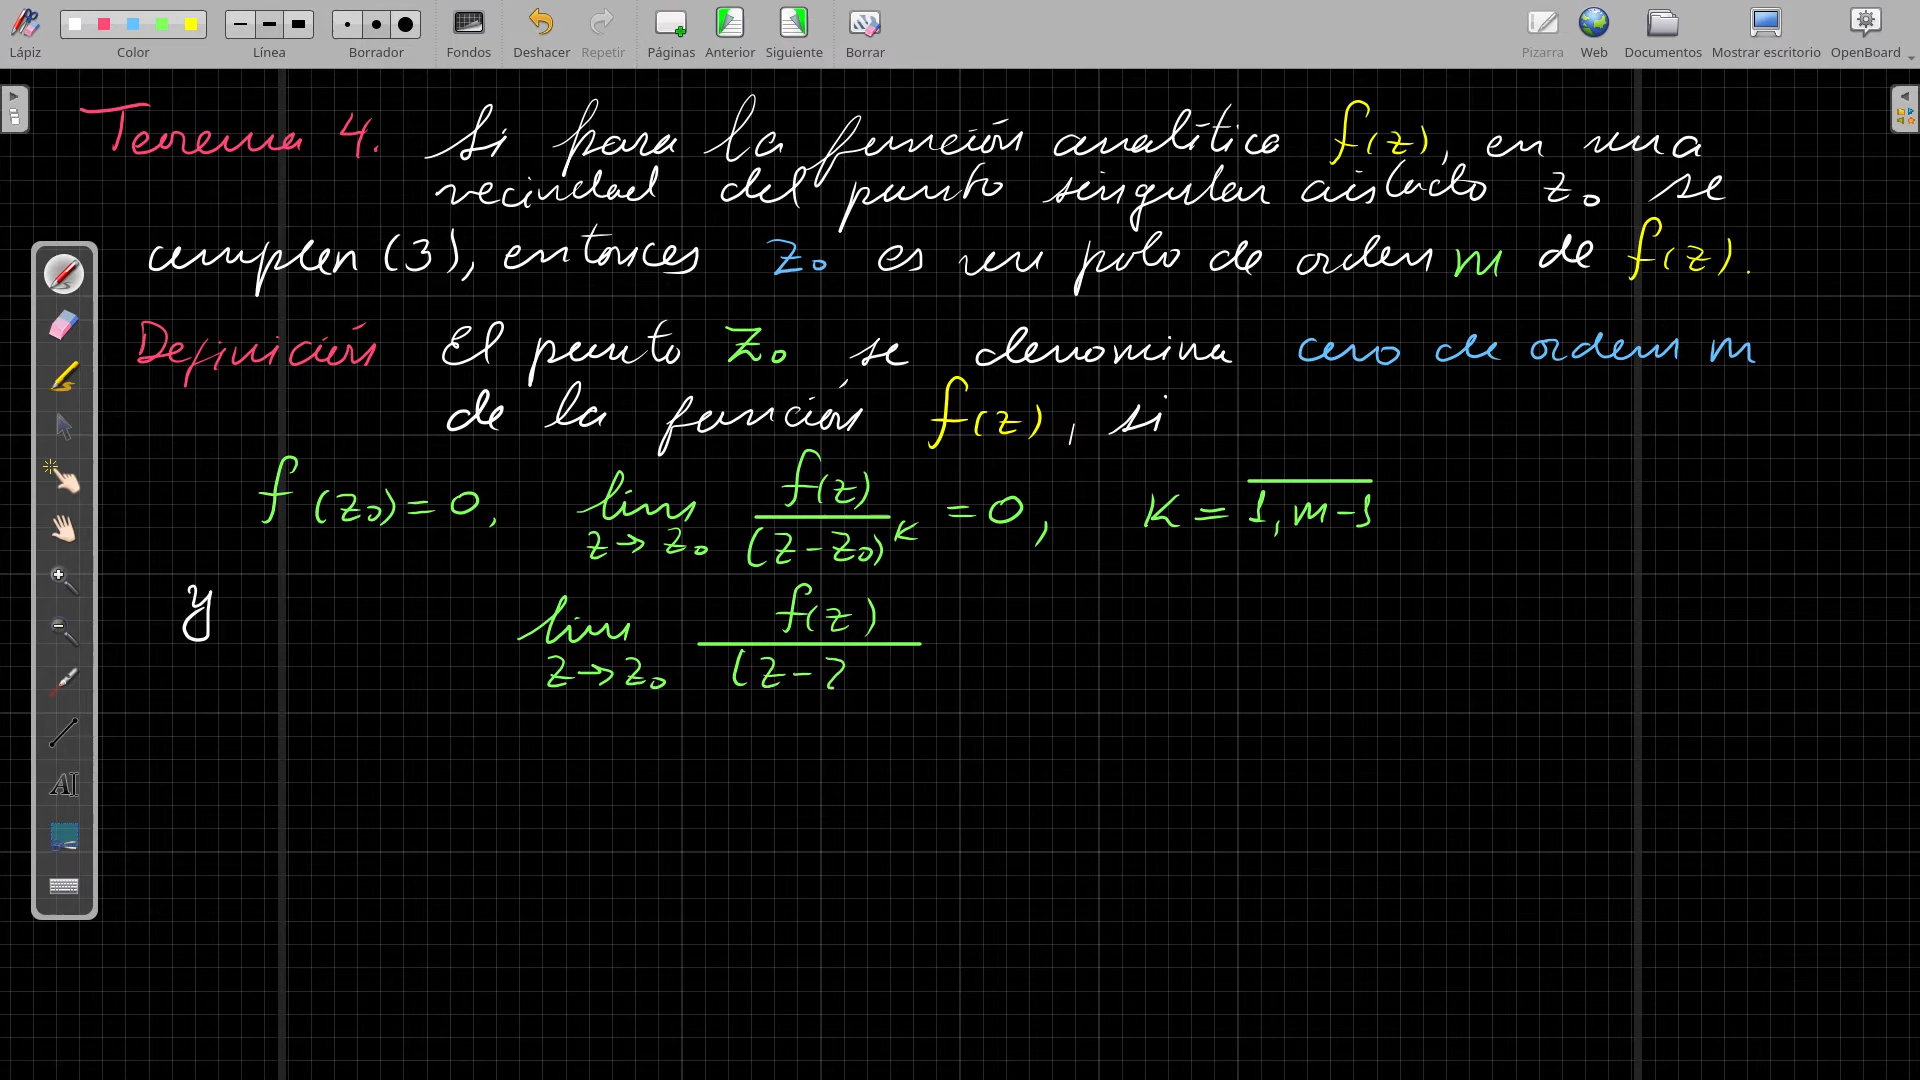 Lápiz Color Línea Borrador Fondos Deshacer Repetir Páginas Anterior Siguiente Borrar Pizarra Web Documentos Mostrar escritorio OpenBoard
Teorema 4. Si para la función analítica f(z), en una
vecindad del punto singular aislado z₀ se
cumplen (3), entonces z₀ es un polo de orden m de f(z).
Definición El punto z₀ se denomina cero de orden m
de la función f(z), si
f(z₀) = 0, lim z→z₀ f(z)/(z-z₀)^k = 0, k = \overline{1, m-1}
y lim z→z₀ f(z)/(z-z